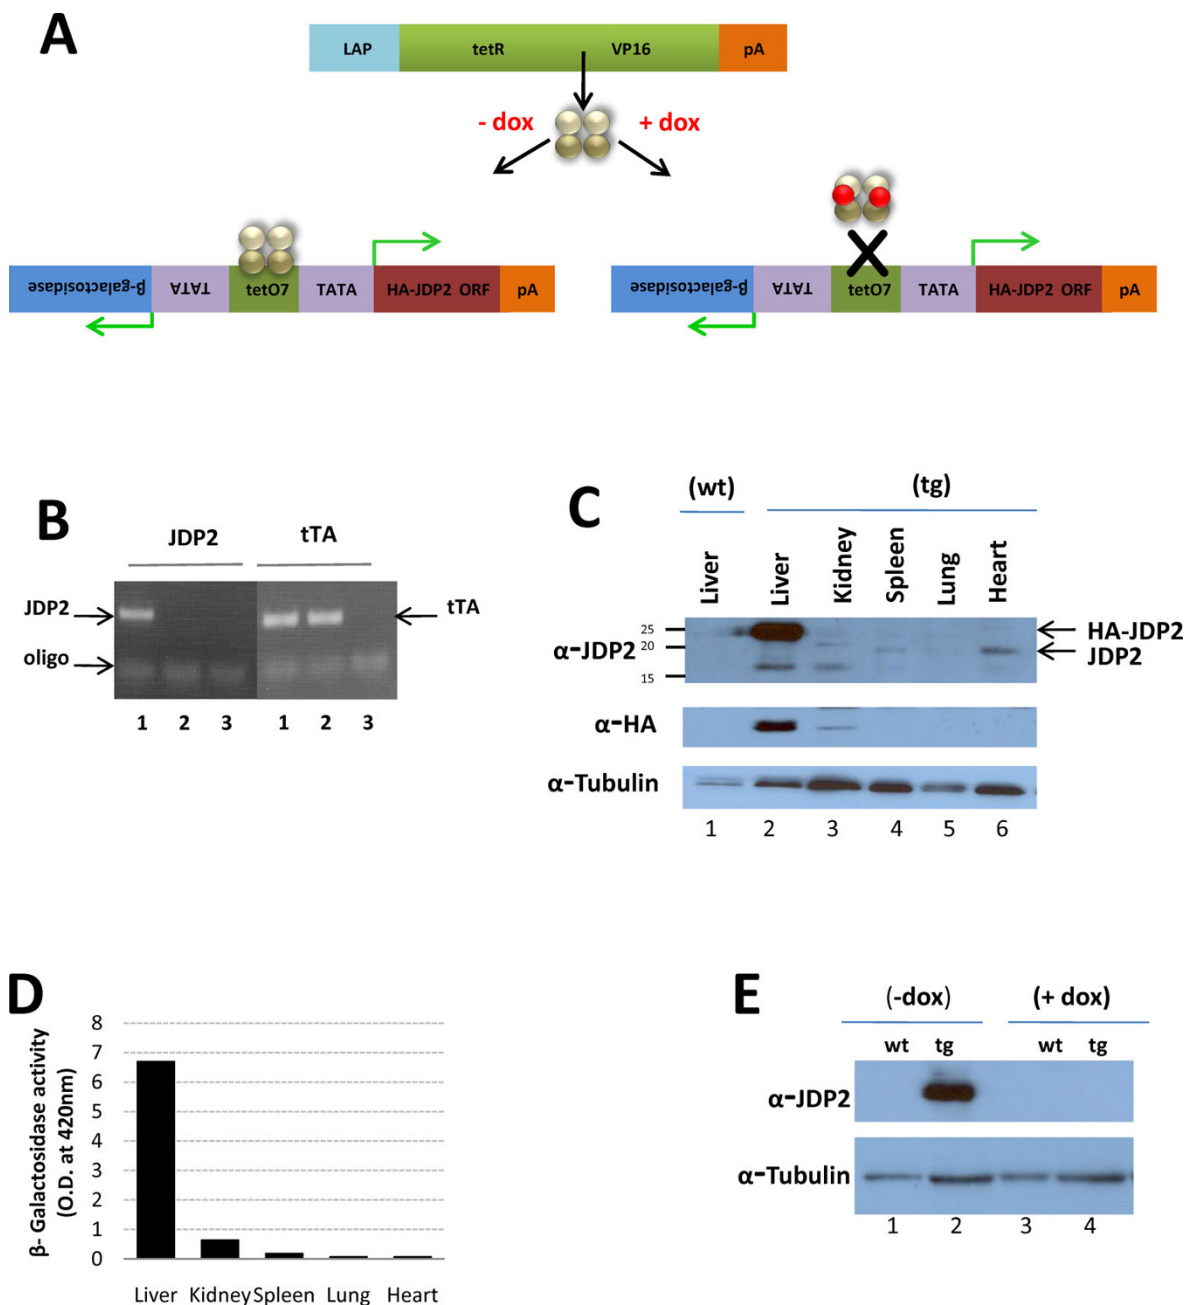 A
LAP tetR VP16 pA
- dox + dox
β-galactosidase TATA tetO7 TATA HA-JDP2 ORF pA
β-galactosidase TATA tetO7 TATA HA-JDP2 ORF pA
B
JDP2 tTA
JDP2 tTA
oligo
1 2 3 1 2 3
C
(wt) (tg)
Liver Liver Kidney Spleen Lung Heart
α-JDP2 25 20 15 HA-JDP2
JDP2
α-HA
α-Tubulin
1 2 3 4 5 6
D
β- Galactosidase activity
(O.D. at 420nm)
8
7
6
5
4
3
2
1
0
Liver Kidney Spleen Lung Heart
E
(-dox) (+ dox)
wt tg wt tg
α-JDP2
α-Tubulin
1 2 3 4